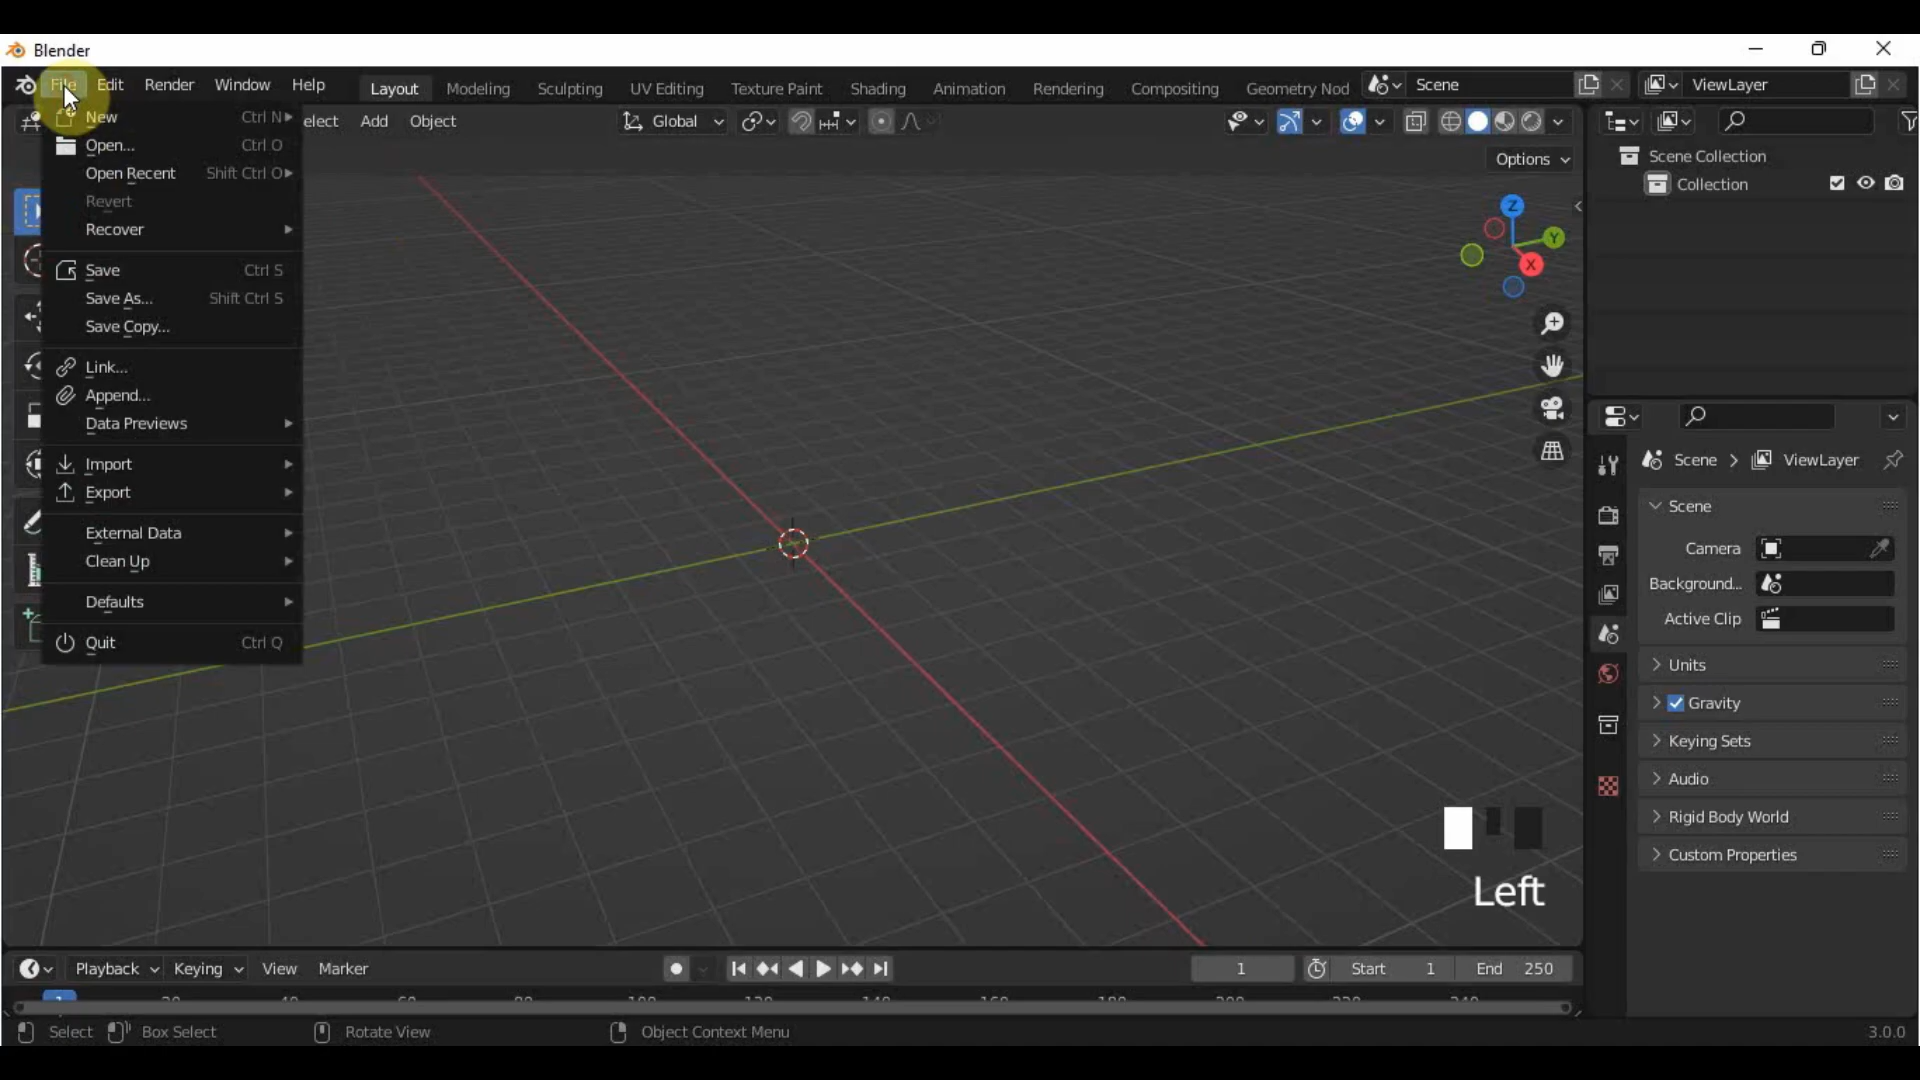 Blender
File Edit Render Window Help Layout Modeling Sculpting UV Editing Texture Paint Shading Animation Rendering Compositing Geometry Nod Scene ViewLayer
elect Add Object Global
Options
New Ctrl N
Open... Ctrl O
Open Recent Shift Ctrl O
Revert
Recover
Save Ctrl S
Save As... Shift Ctrl S
Save Copy...
Link...
Append...
Data Previews
Import
Export
External Data
Clean Up
Defaults
Quit Ctrl Q
Z
Y
X
Left
Scene Collection
Collection
Scene > ViewLayer
Scene
Camera
Background...
Active Clip
Units
Gravity
Keying Sets
Audio
Rigid Body World
Custom Properties
Playback Keying View Marker 1 Start 1 End 250
Select Box Select Rotate View Object Context Menu 3.0.0